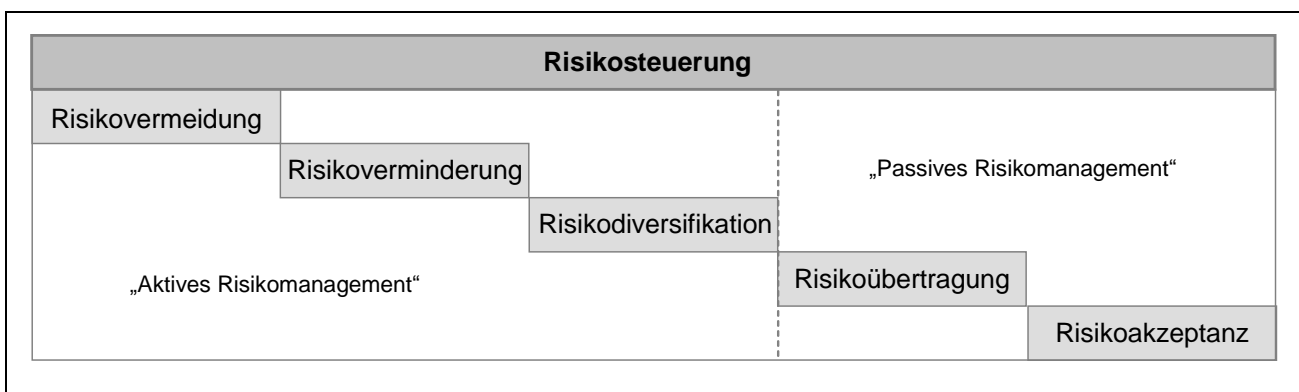 Risikosteuerung
Risikovermeidung
Risikoverminderung
„Passives Risikomanagement“
Risikodiversifikation
„Aktives Risikomanagement“
Risikoübertragung
Risikoakzeptanz